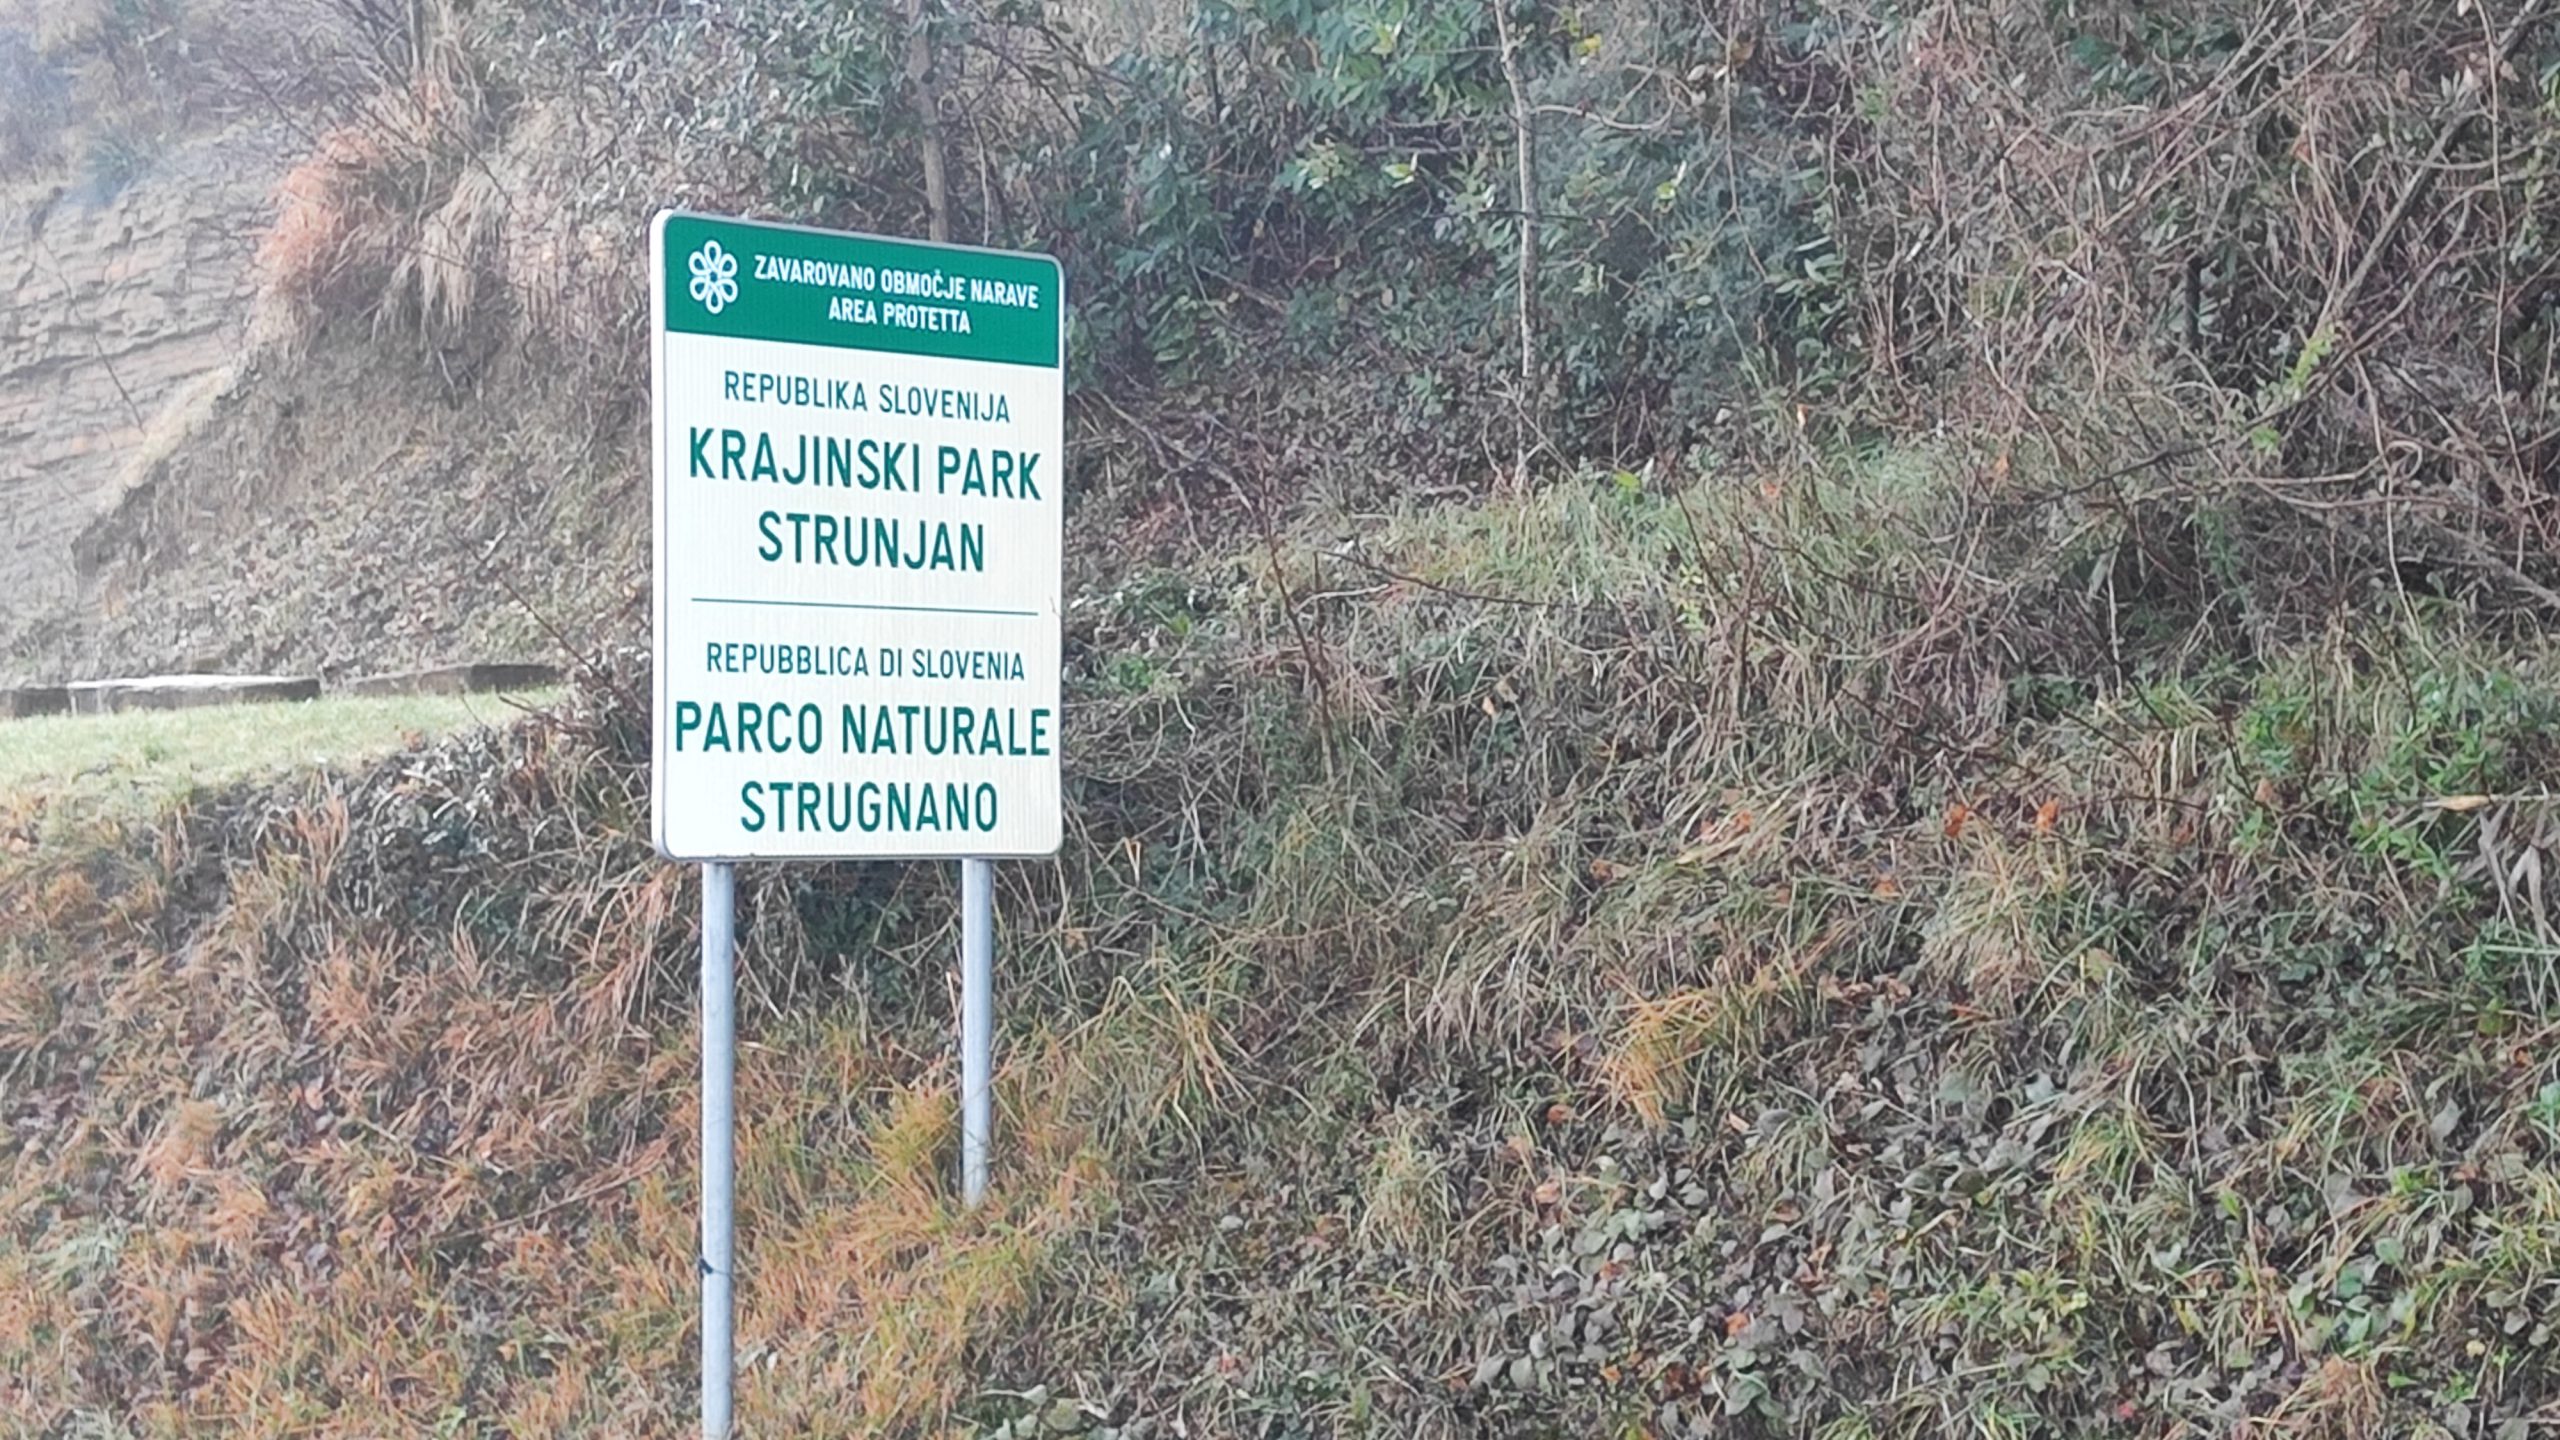 ZAVAROVANO OBMOČJE NARAVE
AREA PROTETTA
REPUBLIKA SLOVENIJA
KRAJINSKI PARK
STRUNJAN
REPUBBLICA DI SLOVENIA
PARCO NATURALE
STRUGNANO